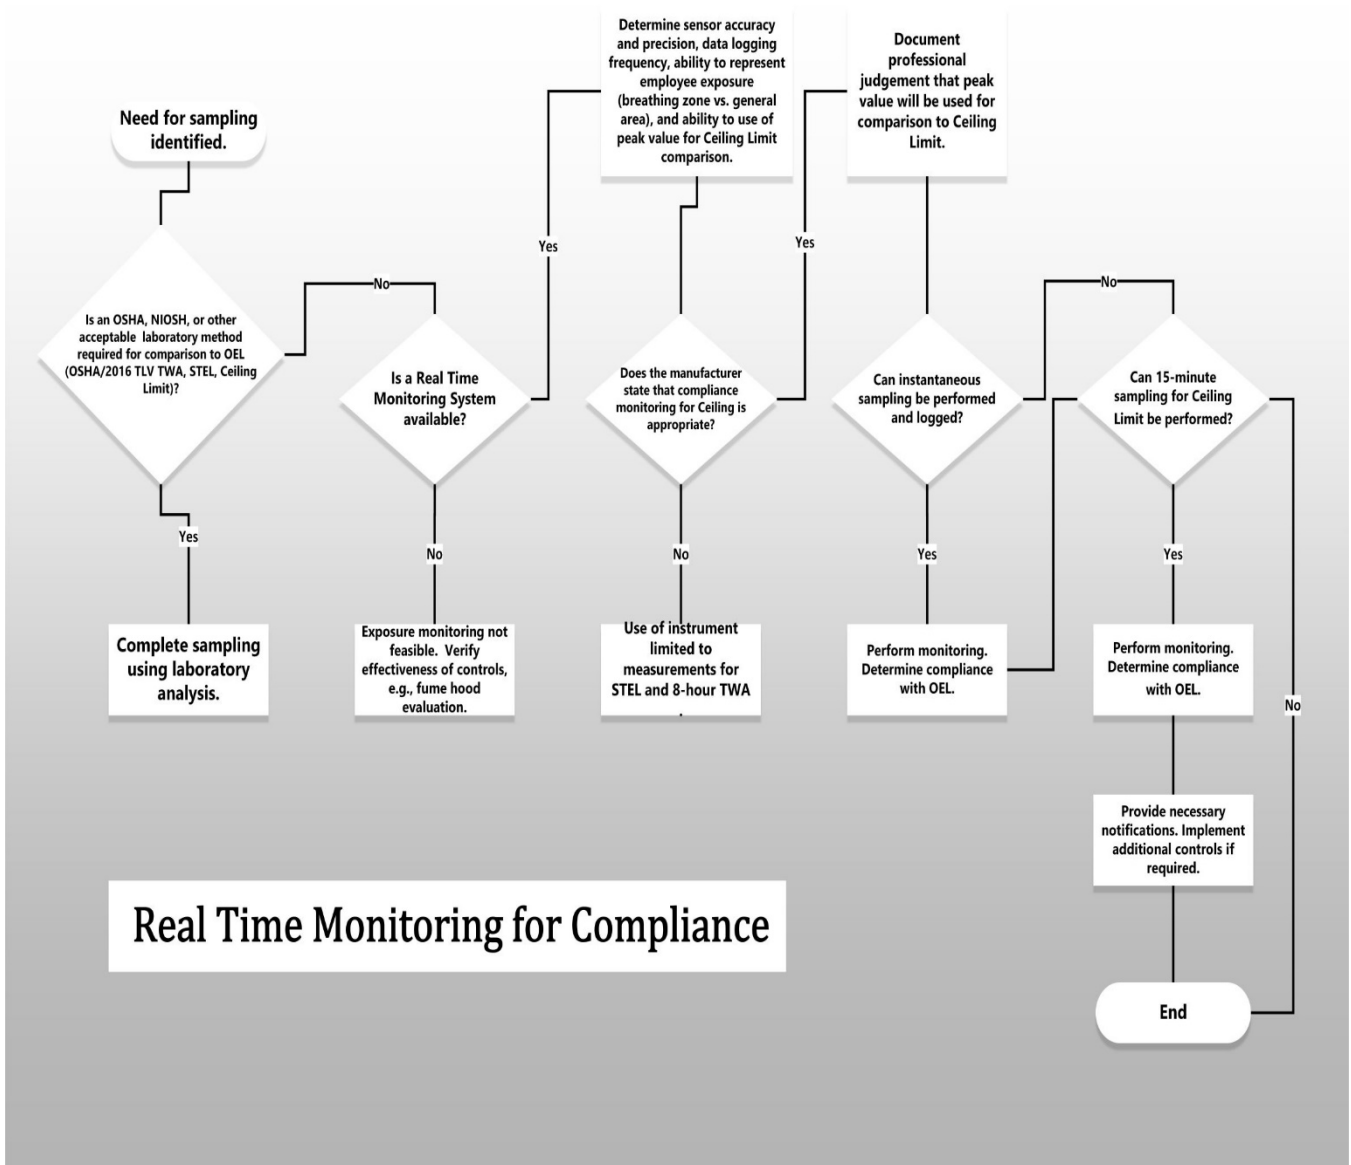 Need for sampling
identified.
Is an OSHA, NIOSH, or other
acceptable laboratory method
required for comparison to OEL
(OSHA/2016 TLV TWA, STEL, Ceiling
Limit)?
Yes
Complete sampling
using laboratory
analysis.
No
Is a Real Time
Monitoring System
available?
No
Exposure monitoring not
feasible. Verify
effectiveness of controls,
e.g., fume hood
evaluation.
Yes
Determine sensor accuracy
and precision, data logging
frequency, ability to represent
employee exposure
(breathing zone vs. general
area), and ability to use of
peak value for Ceiling Limit
comparison.
Does the manufacturer
state that compliance
monitoring for Ceiling is
appropriate?
No
Use of instrument
limited to
measurements for
STEL and 8-hour TWA
Yes
Document
professional
judgement that peak
value will be used for
comparison to Ceiling
Limit.
Can instantaneous
sampling be performed
and logged?
Yes
Perform monitoring.
Determine compliance
with OEL.
No
Can 15-minute
sampling for Ceiling
Limit be performed?
Yes
Perform monitoring.
Determine compliance
with OEL.
Provide necessary
notifications. Implement
additional controls if
required.
No
End
Real Time Monitoring for Compliance